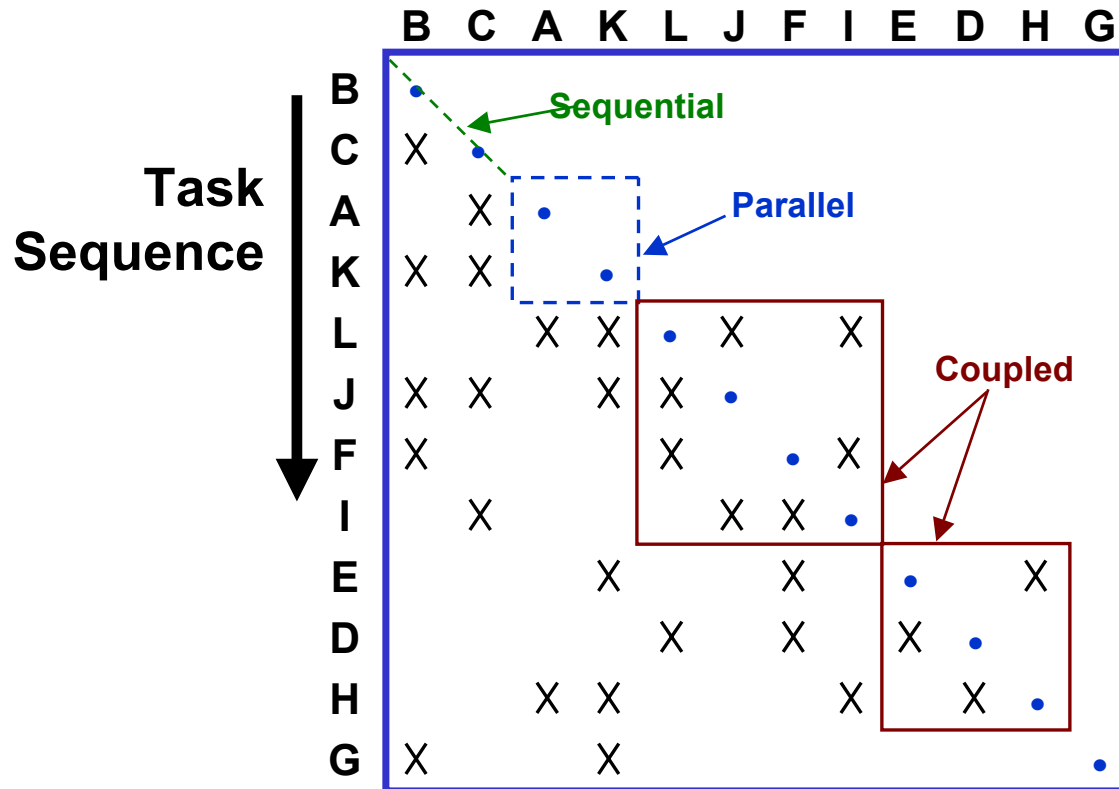 B C A K L J F I E D H G
B
Sequential
C X
Task Sequence
A X
Parallel
K X X
L X X X X
Coupled
J X X X X
F X X X
I X X X
E X X X
D X X X
H X X X X
G X X